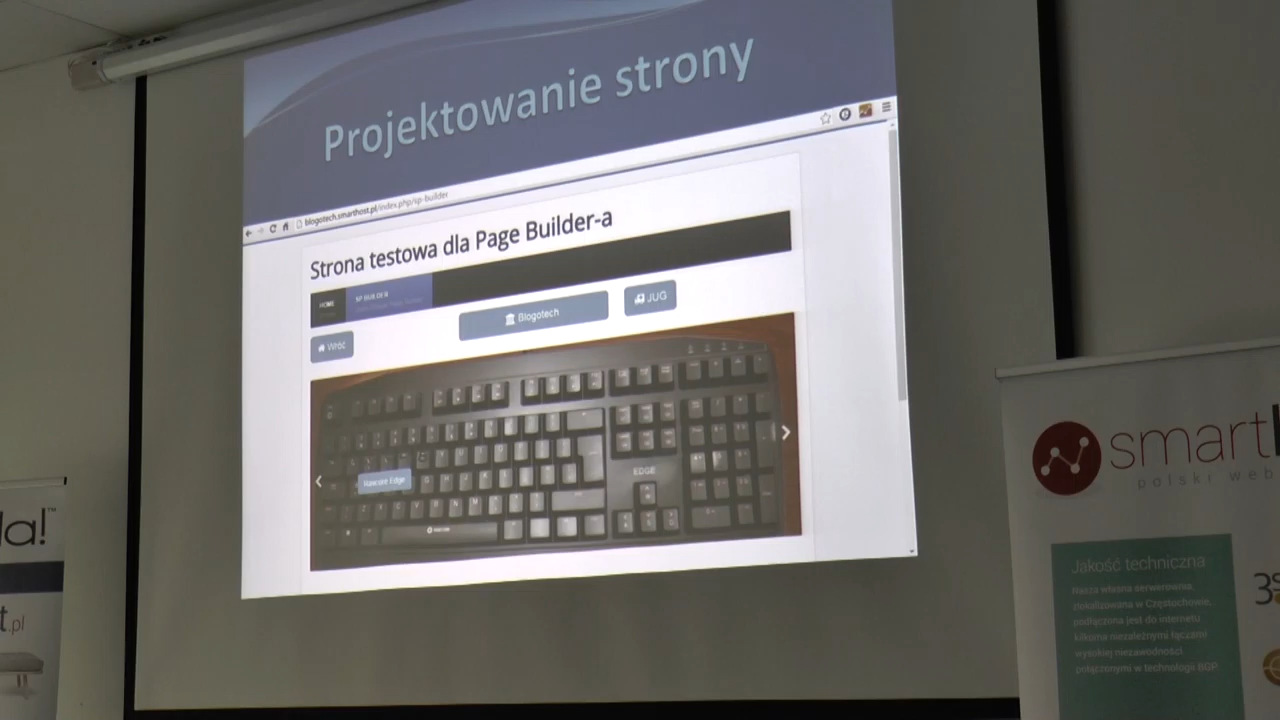 Projektowanie strony
blogotech.smarthost.pl/index.php/sp-builder
Strona testowa dla Page Builder-a
HOME
SP BUILDER
Blogotech
JUG
Wróć
EDGE
Nawcom Edge
la!™
t.pl
smart
polski web
Jakość techniczna
Nasza własna serwerownia
zlokalizowana w Częstochowie,
podłączona jest do internetu
kilkoma niezależnymi łączami
wysokiej niezawodności
połączonymi w technologii BGP.